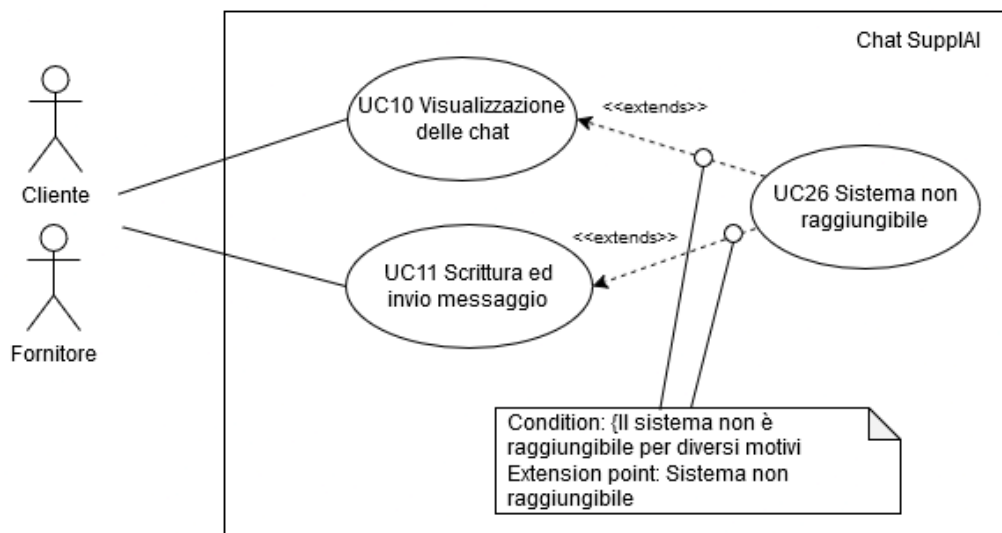 Chat SupplAI
UC10 Visualizzazione
delle chat
<<extends>>
Cliente
UC26 Sistema non
raggiungibile
<<extends>>
UC11 Scrittura ed
invio messaggio
Fornitore
Condition: {Il sistema non è
raggiungibile per diversi motivi
Extension point: Sistema non
raggiungibile